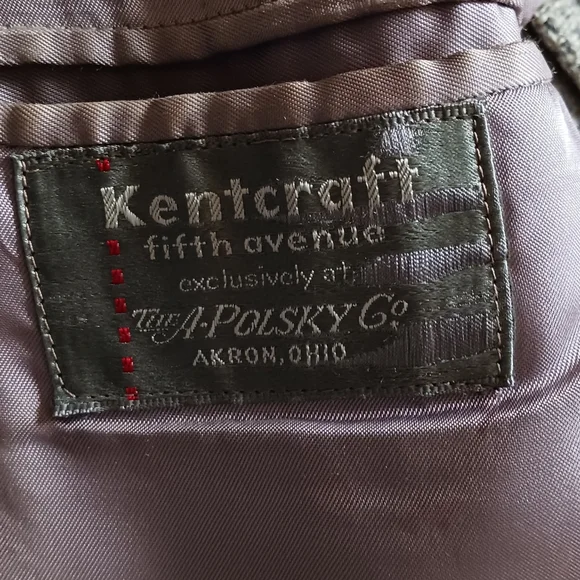 Kentcraft
fifth avenue
exclusively at
THE A·POLSKY Co
AKRON, OHIO